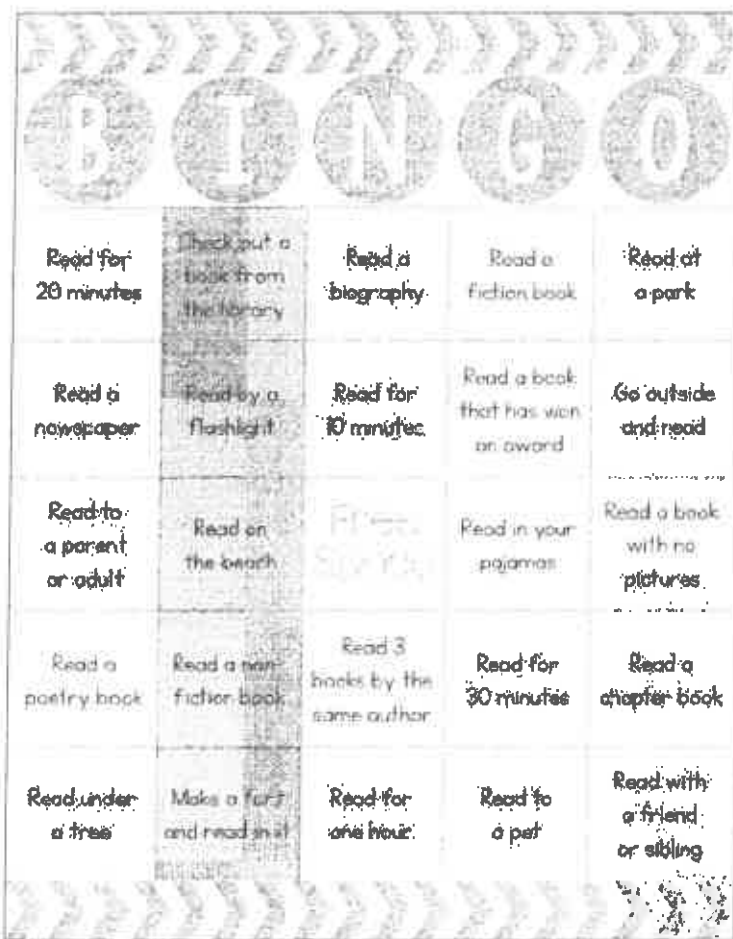 B I N G O
Read for
20 minutes
Check out a
book from
the library
Read a
biography
Read a
fiction book
Read at
a park
Read a
newspaper
Read by a
flashlight
Read for
10 minutes
Read a book
that has won
an award
Go outside
and read
Read to
a parent
or adult
Read on
the beach
Free
Space
Read in your
pajamas
Read a book
with no
pictures
Read a
poetry book
Read a non-
fiction book
Read 3
books by the
same author
Read for
30 minutes
Read a
chapter book
Read under
a tree
Make a fort
and read in it
Read for
one hour
Read to
a pet
Read with
a friend
or sibling